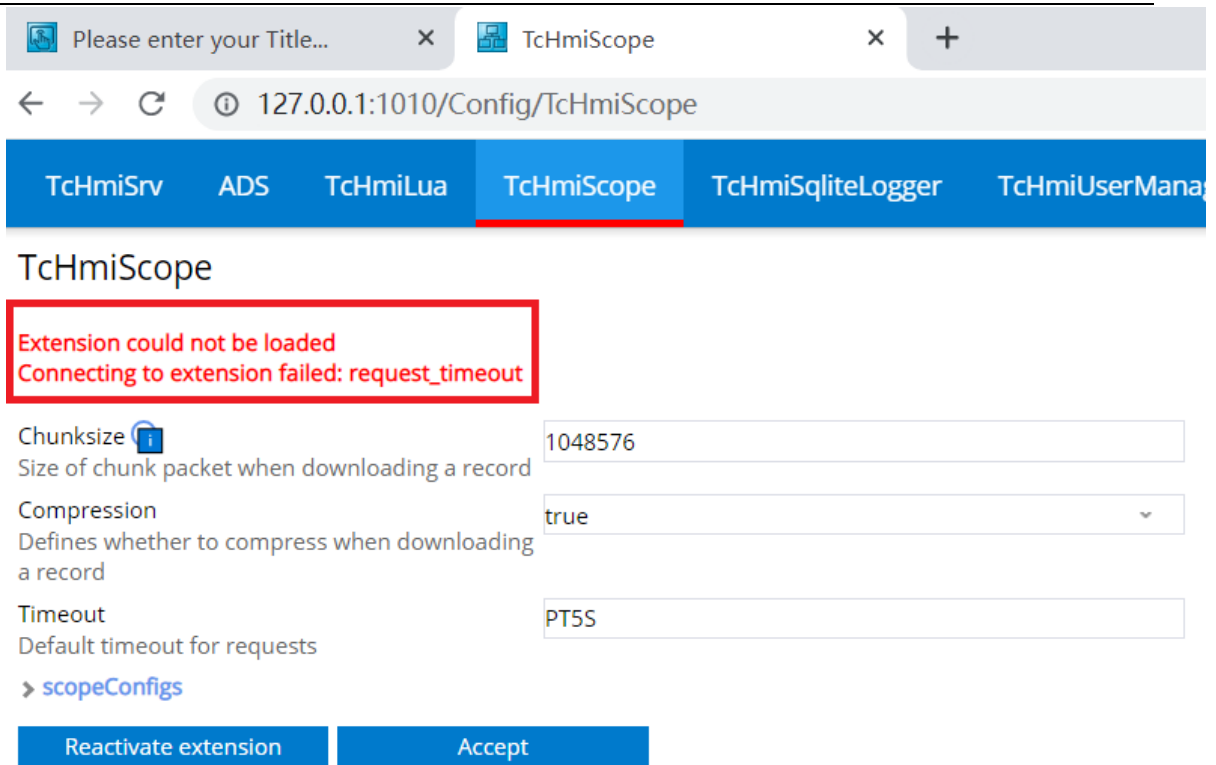 Please enter your Title...
TcHmiScope
127.0.0.1:1010/Config/TcHmiScope
TcHmiSrv ADS TcHmiLua TcHmiScope TcHmiSqliteLogger TcHmiUserManag
TcHmiScope
Extension could not be loaded
Connecting to extension failed: request_timeout
Chunksize i
1048576
Size of chunk packet when downloading a record
Compression
true
Defines whether to compress when downloading
a record
Timeout
PT5S
Default timeout for requests
scopeConfigs
Reactivate extension Accept